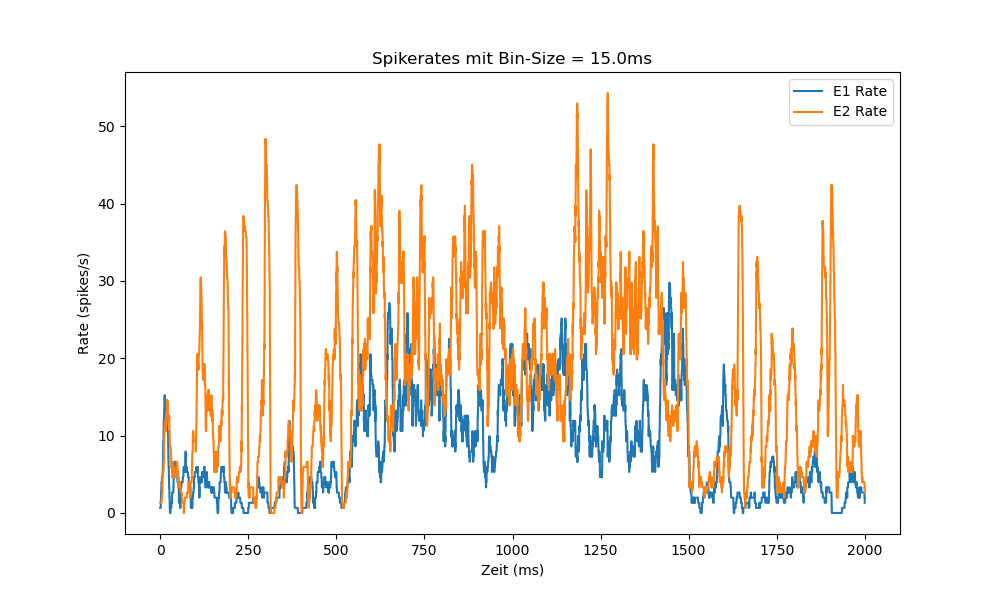 Spikerates mit Bin-Size = 15.0ms
E1 Rate
E2 Rate
Rate (spikes/s)
50
40
30
20
10
0
0 250 500 750 1000 1250 1500 1750 2000
Zeit (ms)